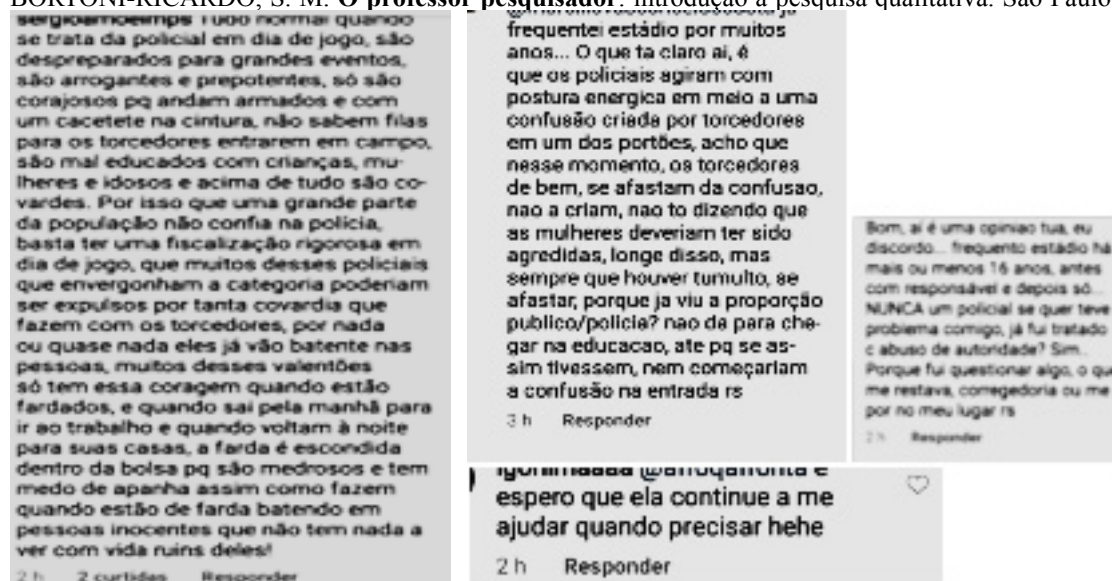 BORTONI-RICARDO, S. M. O professor pesquisador: introdução à pesquisa qualitativa. São Paulo
sergioamoeimps Tudo normal quando
se trata da policial em dia de jogo, são
despreparados para grandes eventos,
são arrogantes e prepotentes, só são
corajosos pq andam armados e com
um cacetete na cintura, não sabem filas
para os torcedores entrarem em campo,
são mal educados com crianças, mu-
lheres e idosos e acima de tudo são co-
vardes. Por isso que uma grande parte
da população não confia na polícia,
basta ter uma fiscalização rigorosa em
dia de jogo, que muitos desses policiais
que envergonham a categoria poderiam
ser expulsos por tanta covardia que
fazem com os torcedores, por nada
ou quase nada eles já vão batente nas
pessoas, muitos desses valentões
só tem essa coragem quando estão
fardados, e quando sai pela manhã para
ir ao trabalho e quando voltam à noite
para suas casas, a farda é escondida
dentro da bolsa pq são medrosos e tem
medo de apanha assim como fazem
quando estão de farda batendo em
pessoas inocentes que não tem nada a
ver com vida ruins deles!
2 h 2 curtidas Responder
frequentei estádio por muitos
anos... O que ta claro ai, é
que os policiais agiram com
postura energica em meio a uma
confusão criada por torcedores
em um dos portões, acho que
nesse momento, os torcedores
de bem, se afastam da confusao,
nao a criam, nao to dizendo que
as mulheres deveriam ter sido
agredidas, longe disso, mas
sempre que houver tumulto, se
afastar, porque ja viu a proporção
publico/policia? nao da para che-
gar na educacao, ate pq se as-
sim tivessem, nem começariam
a confusão na entrada rs
3 h Responder
Bom, aí é uma opiniao tua, eu
discordo... frequento estádio há
mais ou menos 16 anos, antes
com responsável e depois só...
NUNCA um policial se quer teve
problema comigo, já fui tratado
c abuso de autoridade? Sim..
Porque fui questionar algo, o que
me restava, corregedoria ou me
por no meu lugar rs
2 h Responder
e
espero que ela continue a me
ajudar quando precisar hehe
2 h Responder